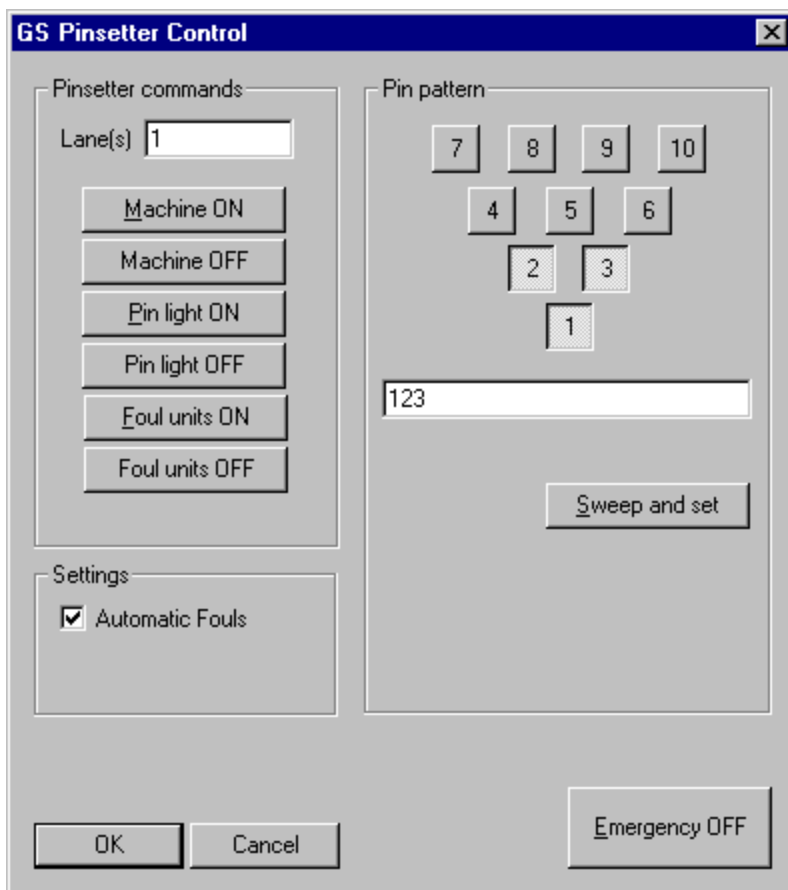 GS Pinsetter Control
Pinsetter commands
Lane(s) 1
Machine ON
Machine OFF
Pin light ON
Pin light OFF
Foul units ON
Foul units OFF
Settings
Automatic Fouls
Pin pattern
7 8 9 10
4 5 6
2 3
1
123
Sweep and set
OK Cancel
Emergency OFF